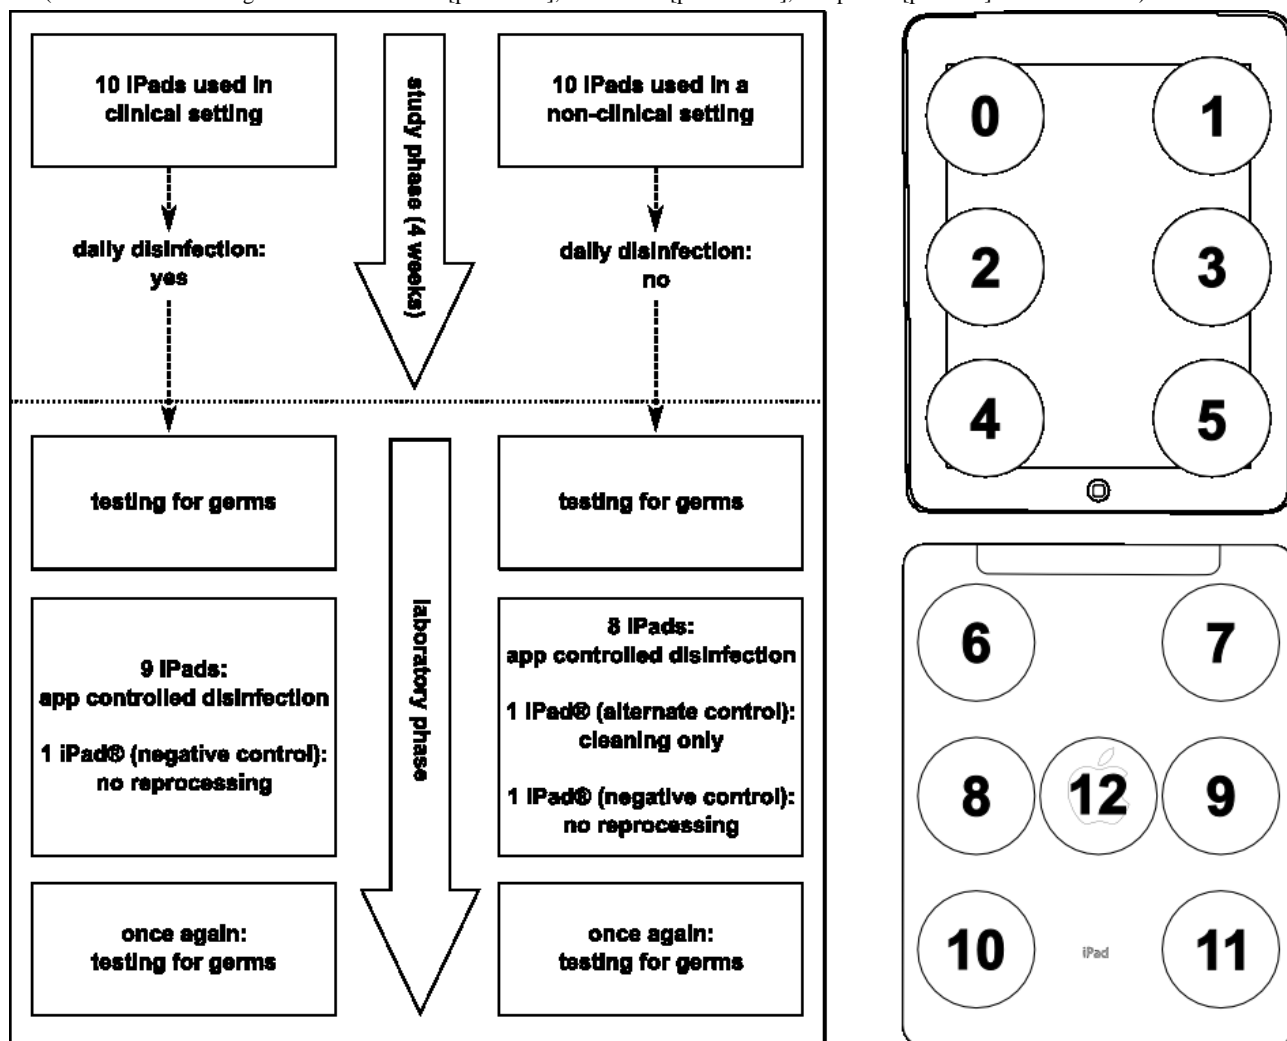 10 iPads used in
clinical setting
10 iPads used in a
non-clinical setting
study phase (4 weeks)
daily disinfection:
yes
daily disinfection:
no
testing for germs
testing for germs
laboratory phase
9 iPads:
app controlled disinfection
1 iPad® (negative control):
no reprocessing
8 iPads:
app controlled disinfection
1 iPad® (alternate control):
cleaning only
1 iPad® (negative control):
no reprocessing
once again:
testing for germs
once again:
testing for germs
0
1
2
3
4
5
6
7
8
12
9
10
iPad
11